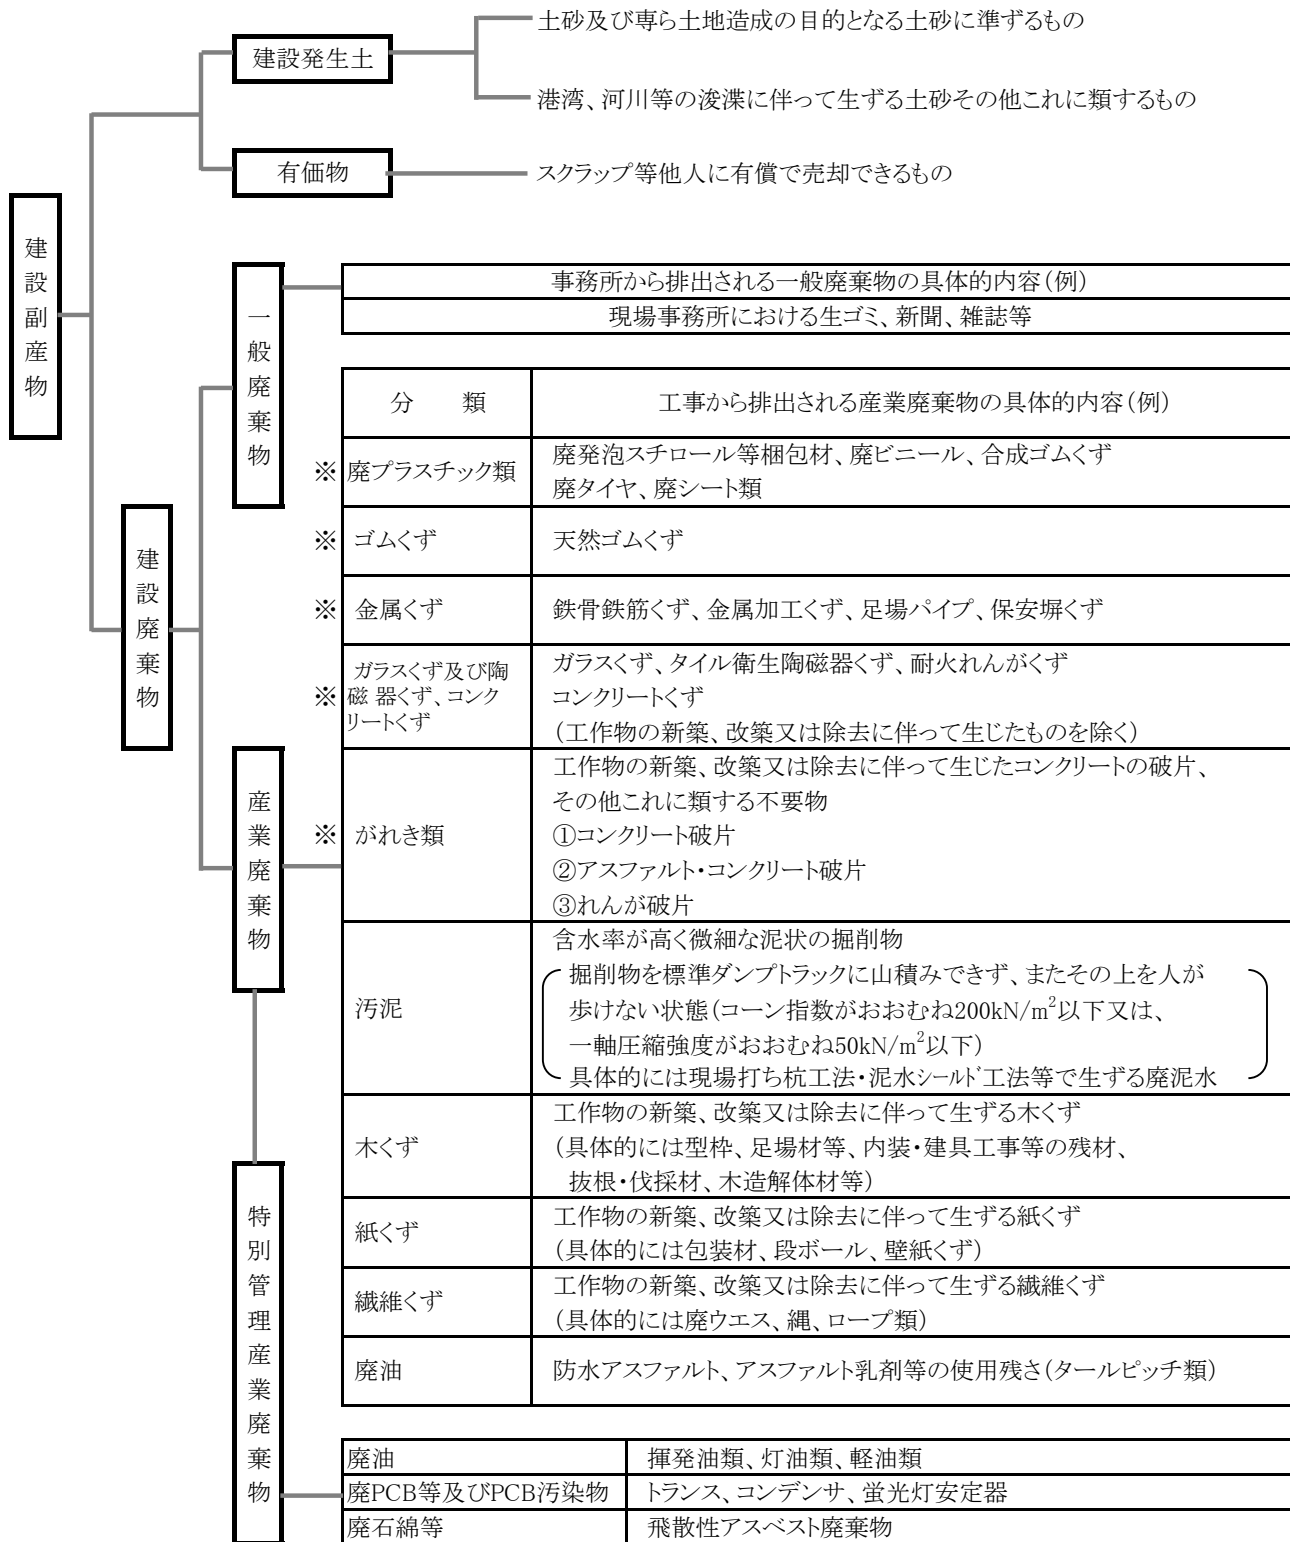 土砂及び専ら土地造成の目的となる土砂に準ずるもの
建設発生土
港湾、河川等の浚渫に伴って生ずる土砂その他これに類するもの
有価物
スクラップ等他人に有償で売却できるもの
建設副産物
一般廃棄物
事務所から排出される一般廃棄物の具体的内容(例)
現場事務所における生ゴミ、新聞、雑誌等
建設廃棄物
分　類
工事から排出される産業廃棄物の具体的内容(例)
※ 廃プラスチック類
廃発泡スチロール等梱包材、廃ビニール、合成ゴムくず
廃タイヤ、廃シート類
※ ゴムくず
天然ゴムくず
※ 金属くず
鉄骨鉄筋くず、金属加工くず、足場パイプ、保安塀くず
ガラスくず及び陶
※ 磁 器くず、コンク
リートくず
ガラスくず、タイル衛生陶磁器くず、耐火れんがくず
コンクリートくず
(工作物の新築、改築又は除去に伴って生じたものを除く)
産業廃棄物
※ がれき類
工作物の新築、改築又は除去に伴って生じたコンクリートの破片、
その他これに類する不要物
①コンクリート破片
②アスファルト・コンクリート破片
③れんが破片
汚泥
含水率が高く微細な泥状の掘削物
掘削物を標準ダンプトラックに山積みできず、またその上を人が
歩けない状態(コーン指数がおおむね200kN/m²以下又は、
一軸圧縮強度がおおむね50kN/m²以下)
具体的には現場打ち杭工法・泥水ｼｰﾙﾄﾞ工法等で生ずる廃泥水
木くず
工作物の新築、改築又は除去に伴って生ずる木くず
(具体的には型枠、足場材等、内装・建具工事等の残材、
抜根・伐採材、木造解体材等)
紙くず
工作物の新築、改築又は除去に伴って生ずる紙くず
(具体的には包装材、段ボール、壁紙くず)
繊維くず
工作物の新築、改築又は除去に伴って生ずる繊維くず
(具体的には廃ウエス、縄、ロープ類)
廃油
防水アスファルト、アスファルト乳剤等の使用残さ(タールピッチ類)
特別管理産業廃棄物
廃油
揮発油類、灯油類、軽油類
廃PCB等及びPCB汚染物
トランス、コンデンサ、蛍光灯安定器
廃石綿等
飛散性アスベスト廃棄物